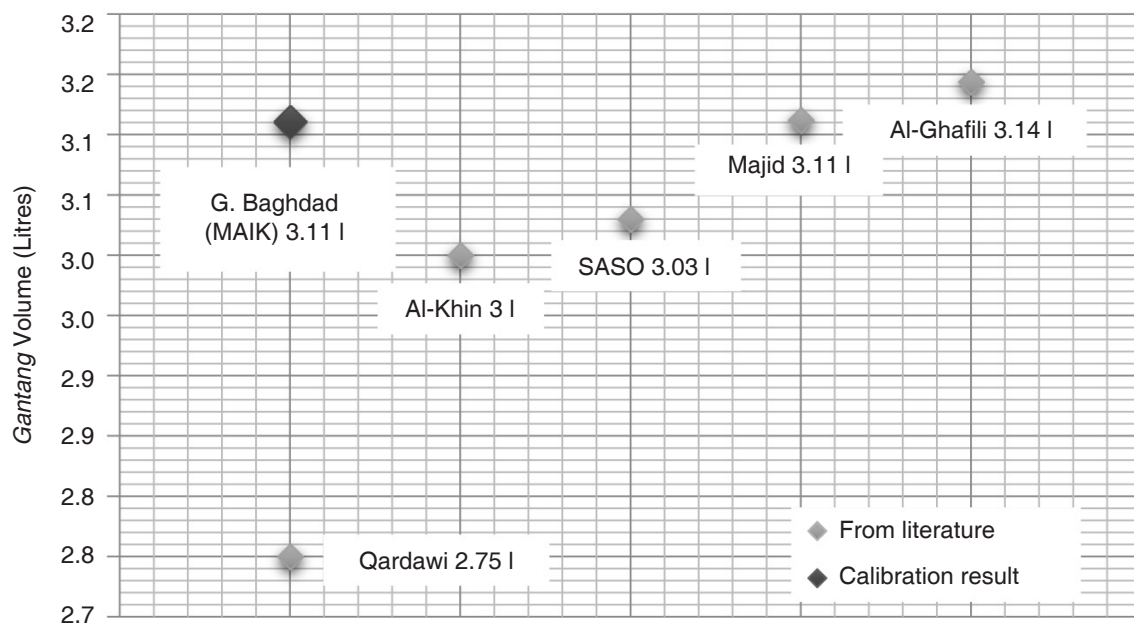 Gantang Volume (Litres)
3.2
3.2
3.1
3.1
3.0
3.0
2.9
2.9
2.8
2.8
2.7
G. Baghdad
(MAIK) 3.11 l
Al-Khin 3 l
SASO 3.03 l
Majid 3.11 l
Al-Ghafili 3.14 l
Qardawi 2.75 l
From literature
Calibration result